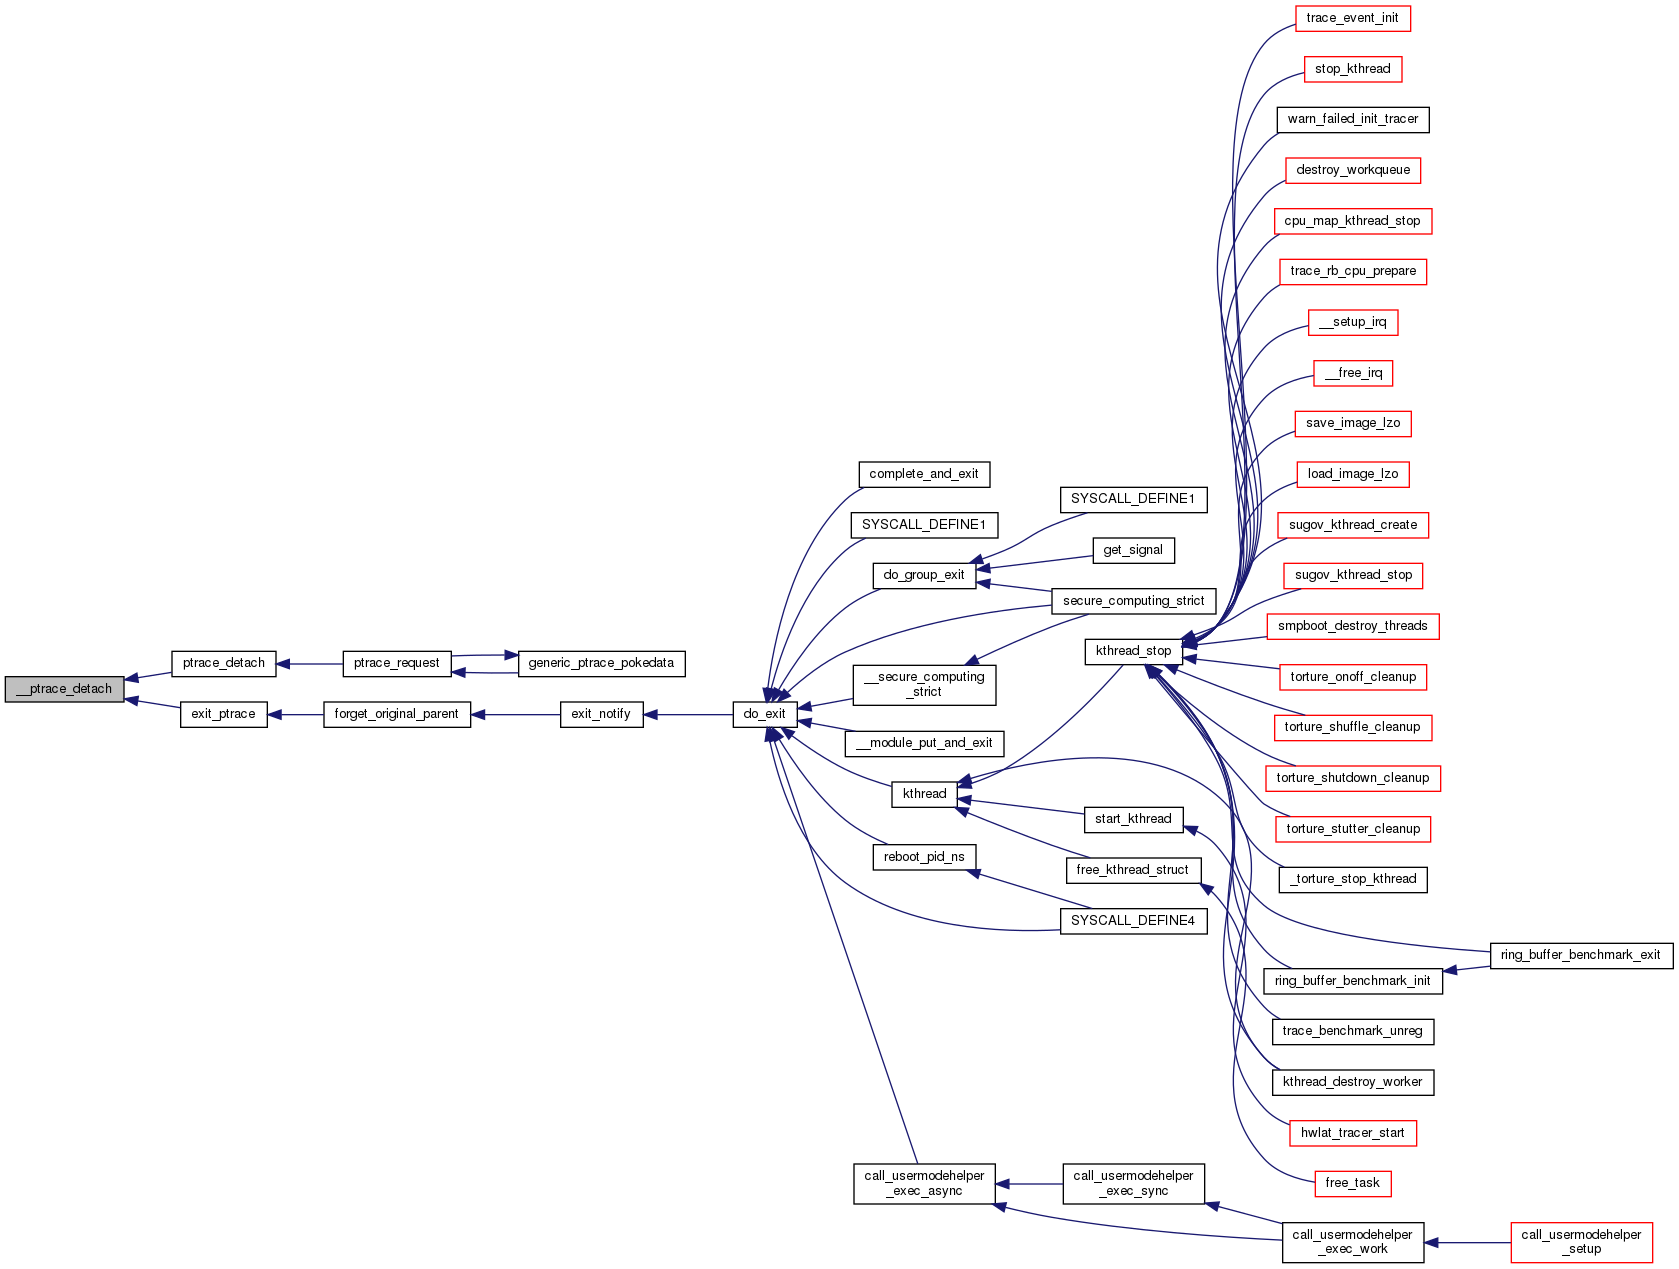 __ptrace_detach
ptrace_detach
exit_ptrace
ptrace_request
forget_original_parent
generic_ptrace_pokedata
exit_notify
do_exit
complete_and_exit
SYSCALL_DEFINE1
do_group_exit
__secure_computing
_strict
__module_put_and_exit
kthread
reboot_pid_ns
call_usermodehelper
_exec_async
SYSCALL_DEFINE1
get_signal
secure_computing_strict
kthread_stop
start_kthread
free_kthread_struct
SYSCALL_DEFINE4
call_usermodehelper
_exec_sync
trace_event_init
stop_kthread
warn_failed_init_tracer
destroy_workqueue
cpu_map_kthread_stop
trace_rb_cpu_prepare
__setup_irq
__free_irq
save_image_lzo
load_image_lzo
sugov_kthread_create
sugov_kthread_stop
smpboot_destroy_threads
torture_onoff_cleanup
torture_shuffle_cleanup
torture_shutdown_cleanup
torture_stutter_cleanup
_torture_stop_kthread
ring_buffer_benchmark_init
trace_benchmark_unreg
kthread_destroy_worker
hwlat_tracer_start
free_task
call_usermodehelper
_exec_work
ring_buffer_benchmark_exit
call_usermodehelper
_setup